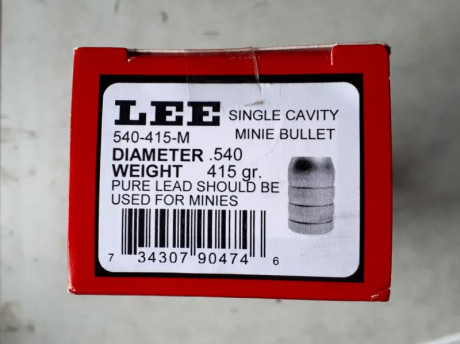 LEE SINGLE CAVITY
540-415-M MINIE BULLET
DIAMETER .540
WEIGHT 415 gr.
PURE LEAD SHOULD BE
USED FOR MINIES
7 34307 90474 6